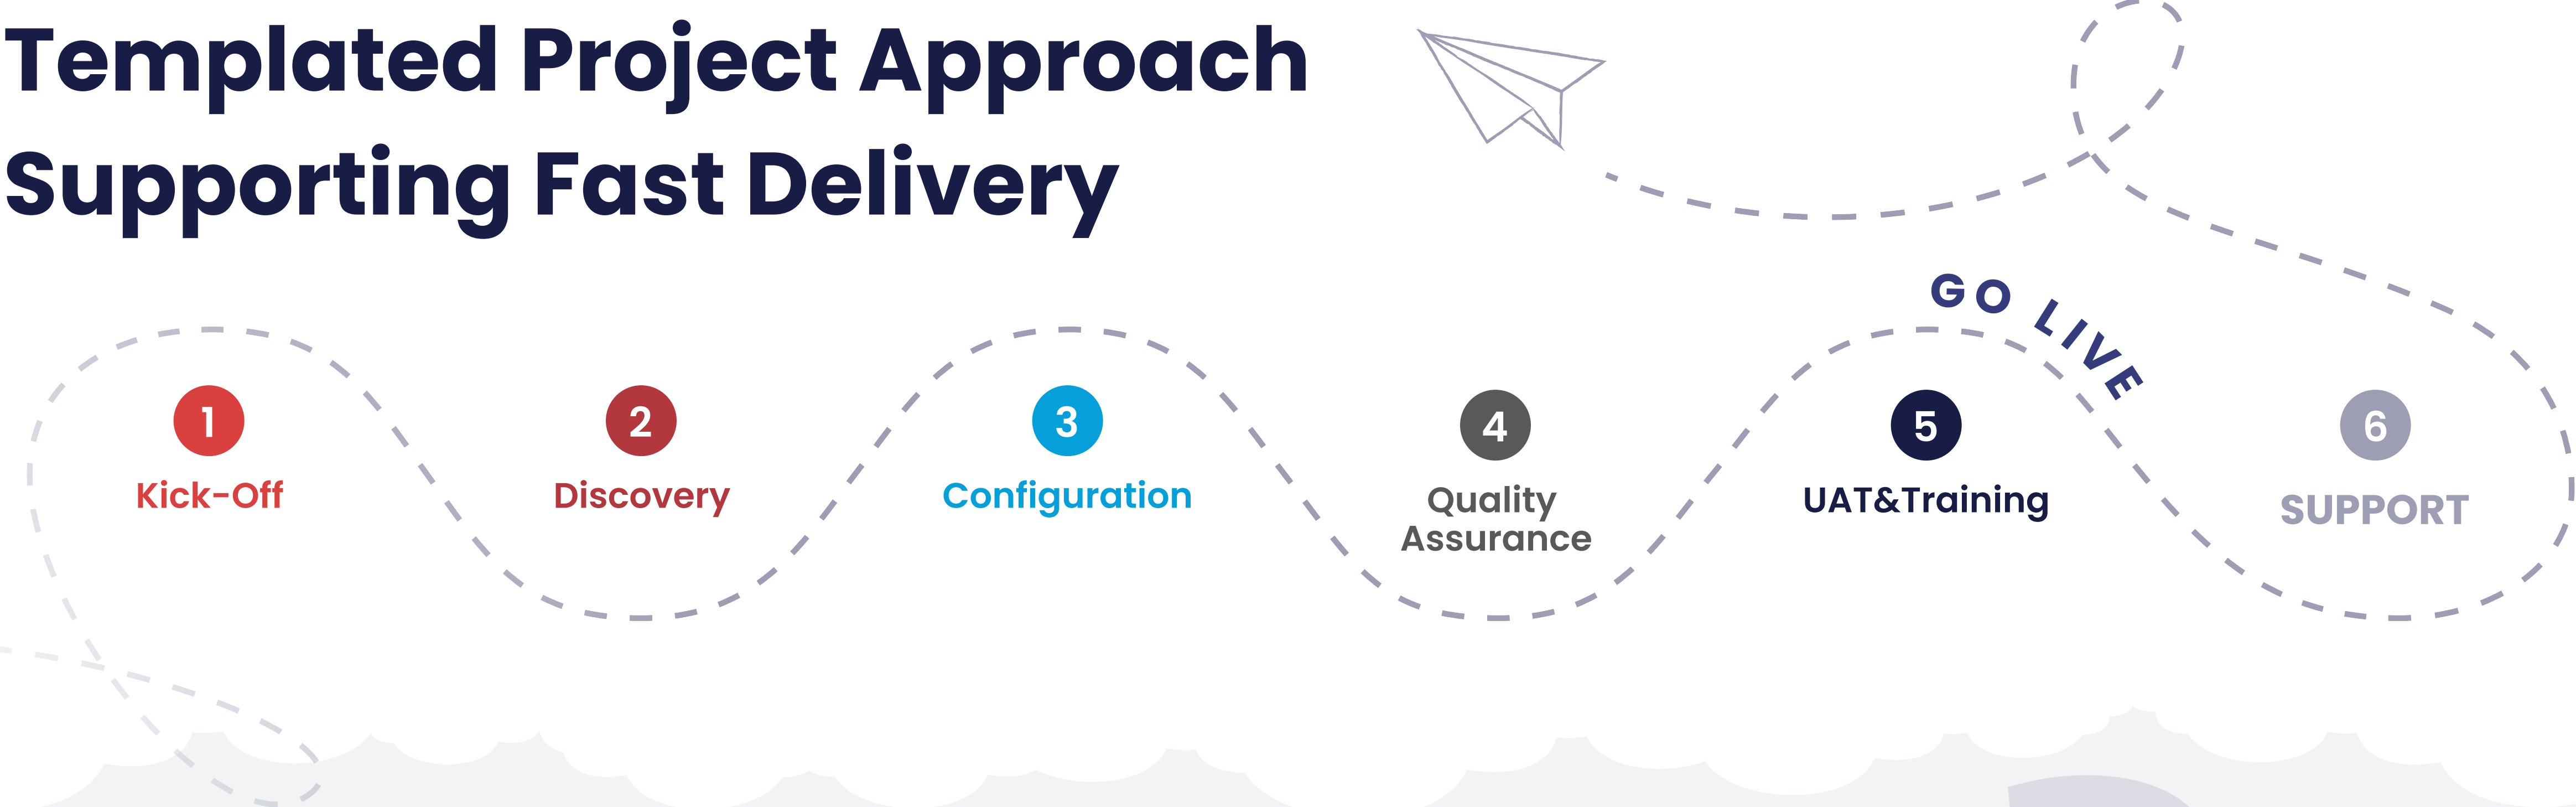 Templated Project Approach
Supporting Fast Delivery
GO LIVE
1
Kick-Off
2
Discovery
3
Configuration
4
Quality
Assurance
5
UAT&Training
6
SUPPORT